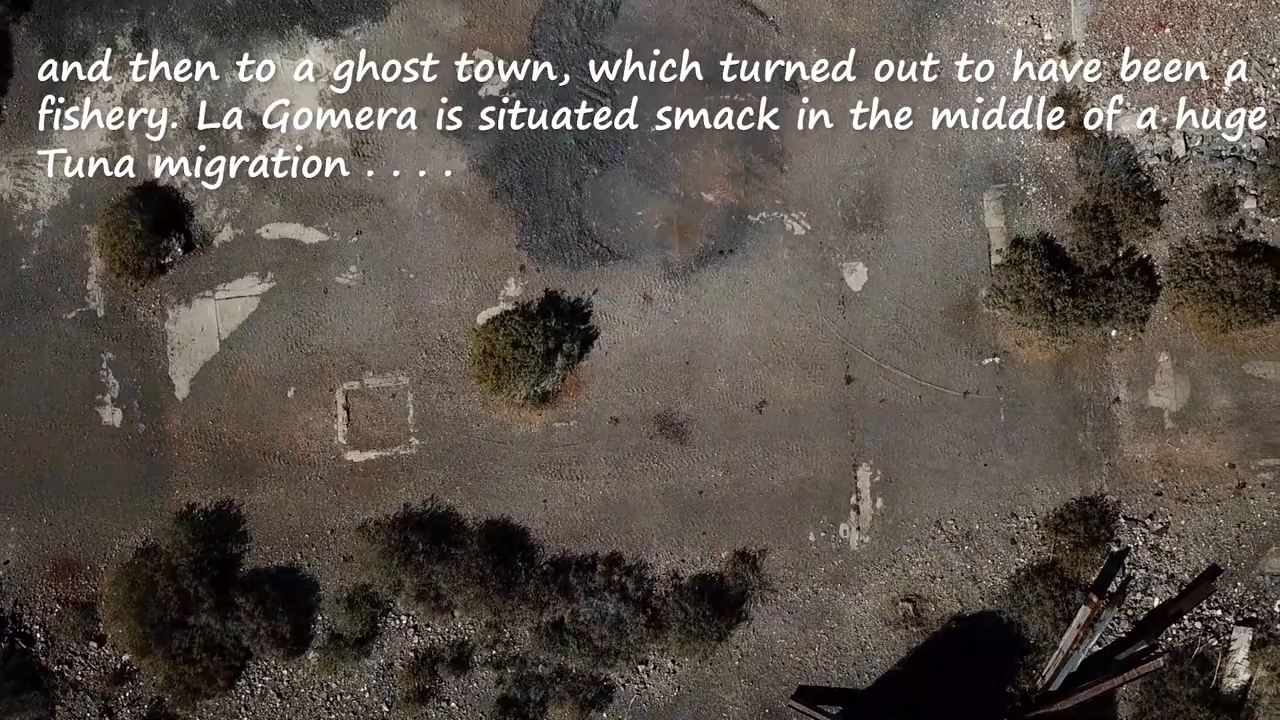 and then to a ghost town, which turned out to have been a
fishery. La Gomera is situated smack in the middle of a huge
Tuna migration . . . .